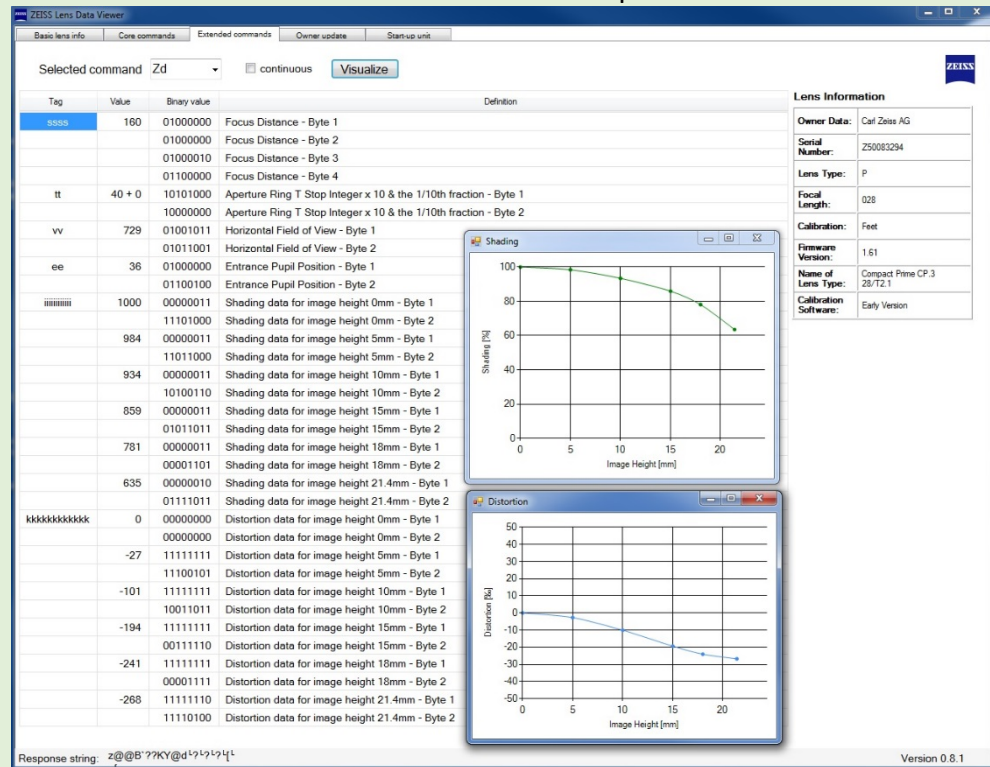 ZEISS Lens Data Viewer
Basic lens info Core commands Extended commands Owner update Start-up unit
Selected command Zd continuous Visualize
ZEISS
Tag Value Binary value Definition
ssss 160 01000000 Focus Distance - Byte 1
01000000 Focus Distance - Byte 2
01000010 Focus Distance - Byte 3
01100000 Focus Distance - Byte 4
tt 40 + 0 10101000 Aperture Ring T Stop Integer x 10 & the 1/10th fraction - Byte 1
10000000 Aperture Ring T Stop Integer x 10 & the 1/10th fraction - Byte 2
vv 729 01001011 Horizontal Field of View - Byte 1
01011001 Horizontal Field of View - Byte 2
ee 36 01000000 Entrance Pupil Position - Byte 1
01100100 Entrance Pupil Position - Byte 2
1000 00000011 Shading data for image height 0mm - Byte 1
11101000 Shading data for image height 0mm - Byte 2
984 00000011 Shading data for image height 5mm - Byte 1
11011000 Shading data for image height 5mm - Byte 2
934 00000011 Shading data for image height 10mm - Byte 1
10100110 Shading data for image height 10mm - Byte 2
859 00000011 Shading data for image height 15mm - Byte 1
01011011 Shading data for image height 15mm - Byte 2
781 00000011 Shading data for image height 18mm - Byte 1
00001101 Shading data for image height 18mm - Byte 2
635 00000010 Shading data for image height 21.4mm - Byte 1
01111011 Shading data for image height 21.4mm - Byte 2
kkkkkkkkkkkk 0 00000000 Distortion data for image height 0mm - Byte 1
00000000 Distortion data for image height 0mm - Byte 2
-27 11111111 Distortion data for image height 5mm - Byte 1
11100101 Distortion data for image height 5mm - Byte 2
-101 11111111 Distortion data for image height 10mm - Byte 1
10011011 Distortion data for image height 10mm - Byte 2
-194 11111111 Distortion data for image height 15mm - Byte 1
00111110 Distortion data for image height 15mm - Byte 2
-241 11111111 Distortion data for image height 18mm - Byte 1
00001111 Distortion data for image height 18mm - Byte 2
-268 11111110 Distortion data for image height 21.4mm - Byte 1
11110100 Distortion data for image height 21.4mm - Byte 2
Shading
100
80
60
40
20
0
Shading [%]
0 5 10 15 20
Image Height [mm]
Distortion
50
40
30
20
10
0
-10
-20
-30
-40
-50
Distortion [‰]
0 5 10 15 20
Image Height [mm]
Lens Information
Owner Data: Carl Zeiss AG
Serial Number: Z50083294
Lens Type: P
Focal Length: 028
Calibration: Feet
Firmware Version: 1.61
Name of Lens Type: Compact Prime CP.3 28/T2.1
Calibration Software: Early Version
Response string:
Version 0.8.1